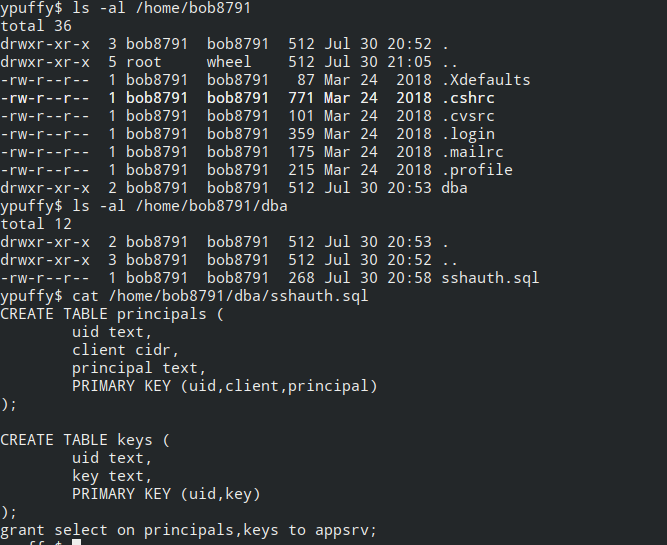 ypuffy$ ls -al /home/bob8791
total 36
drwxr-xr-x  3 bob8791  bob8791  512 Jul 30 20:52 .
drwxr-xr-x  5 root     wheel    512 Jul 30 21:05 ..
-rw-r--r--  1 bob8791  bob8791   87 Mar 24  2018 .Xdefaults
-rw-r--r--  1 bob8791  bob8791  771 Mar 24  2018 .cshrc
-rw-r--r--  1 bob8791  bob8791  101 Mar 24  2018 .cvsrc
-rw-r--r--  1 bob8791  bob8791  359 Mar 24  2018 .login
-rw-r--r--  1 bob8791  bob8791  175 Mar 24  2018 .mailrc
-rw-r--r--  1 bob8791  bob8791  215 Mar 24  2018 .profile
drwxr-xr-x  2 bob8791  bob8791  512 Jul 30 20:53 dba
ypuffy$ ls -al /home/bob8791/dba
total 12
drwxr-xr-x  2 bob8791  bob8791  512 Jul 30 20:53 .
drwxr-xr-x  3 bob8791  bob8791  512 Jul 30 20:52 ..
-rw-r--r--  1 bob8791  bob8791  268 Jul 30 20:58 sshauth.sql
ypuffy$ cat /home/bob8791/dba/sshauth.sql
CREATE TABLE principals (
        uid text,
        client cidr,
        principal text,
        PRIMARY KEY (uid,client,principal)
);

CREATE TABLE keys (
        uid text,
        key text,
        PRIMARY KEY (uid,key)
);
grant select on principals,keys to appsrv;